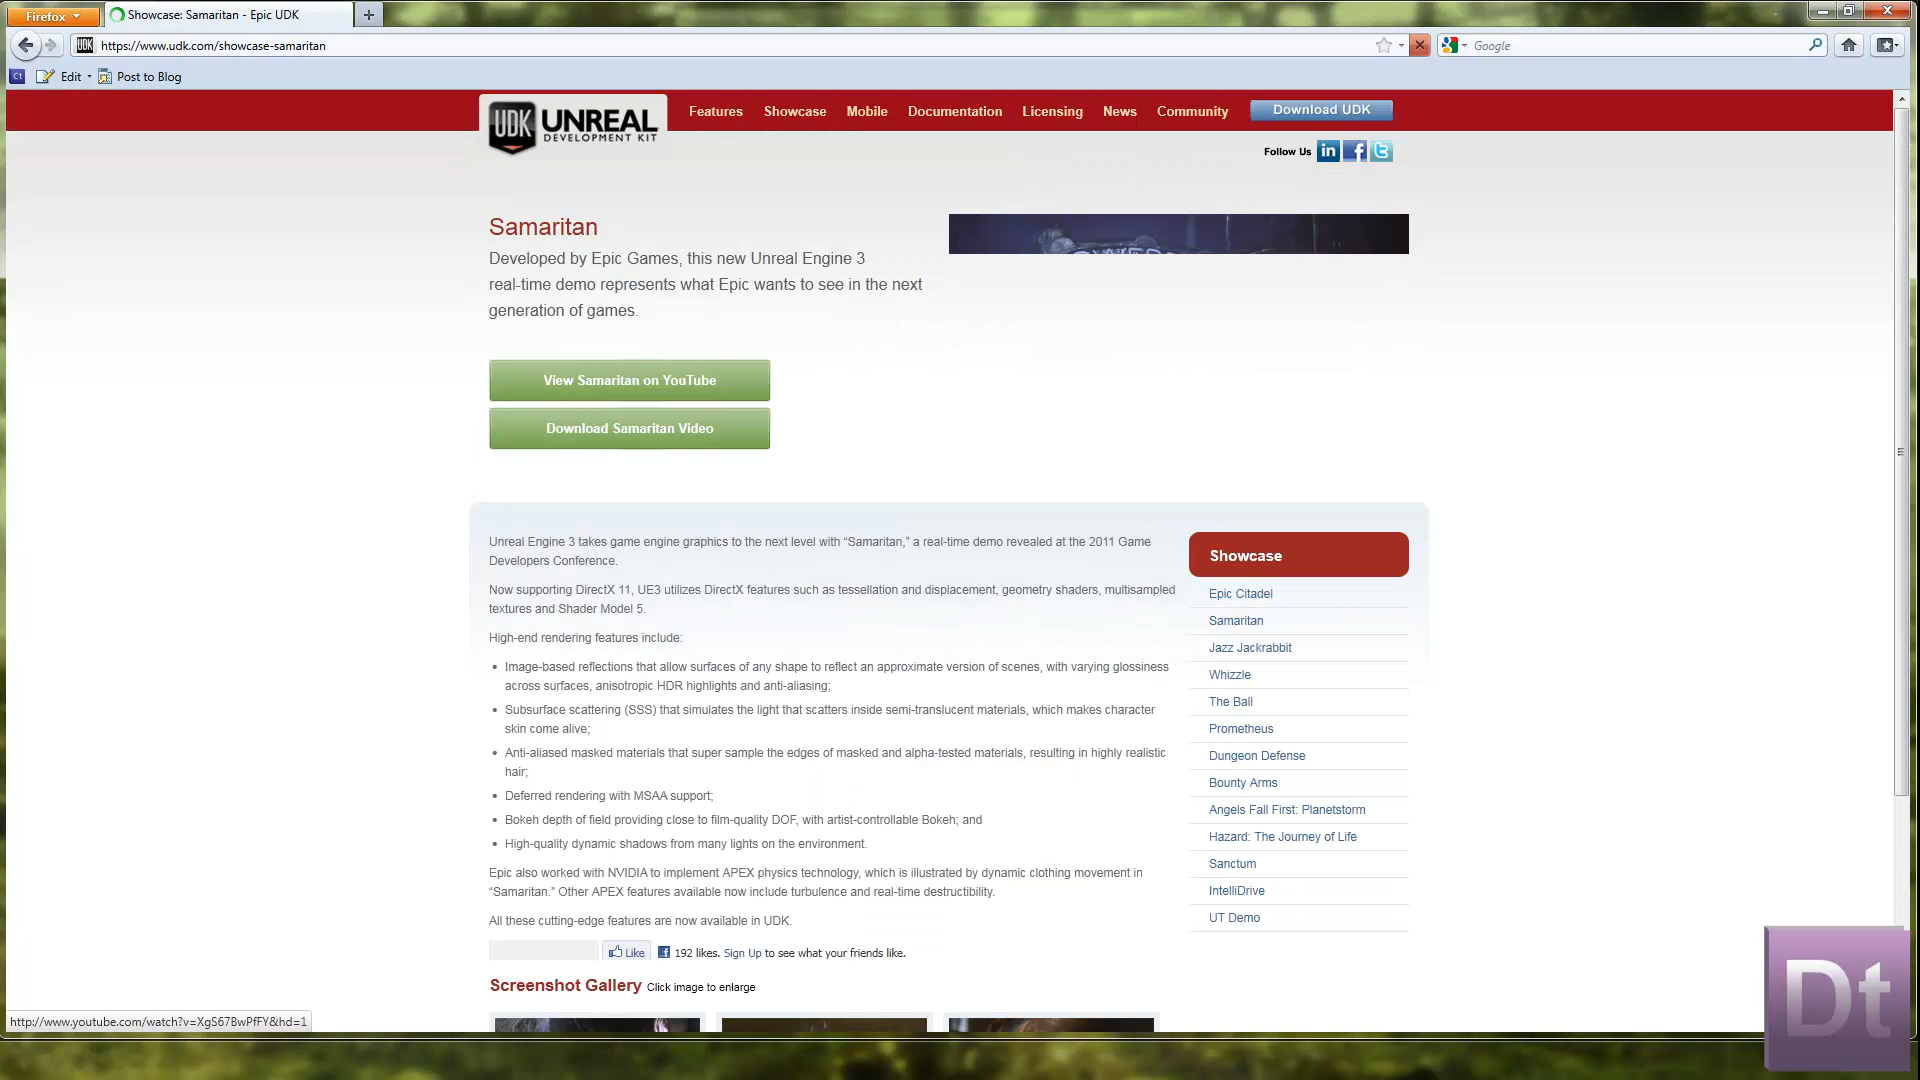 Firefox
Showcase: Samaritan - Epic UDK
UDK
https://www.udk.com/showcase-samaritan
Google
Ct
Edit
Post to Blog
UDK UNREAL
DEVELOPMENT KIT
Features
Showcase
Mobile
Documentation
Licensing
News
Community
Download UDK
Follow Us
in
f
t
Samaritan
Developed by Epic Games, this new Unreal Engine 3
real-time demo represents what Epic wants to see in the next
generation of games.
View Samaritan on YouTube
Download Samaritan Video
Unreal Engine 3 takes game engine graphics to the next level with “Samaritan,” a real-time demo revealed at the 2011 Game
Developers Conference.
Now supporting DirectX 11, UE3 utilizes DirectX features such as tessellation and displacement, geometry shaders, multisampled
textures and Shader Model 5.
High-end rendering features include:
• Image-based reflections that allow surfaces of any shape to reflect an approximate version of scenes, with varying glossiness
across surfaces, anisotropic HDR highlights and anti-aliasing;
• Subsurface scattering (SSS) that simulates the light that scatters inside semi-translucent materials, which makes character
skin come alive;
• Anti-aliased masked materials that super sample the edges of masked and alpha-tested materials, resulting in highly realistic
hair;
• Deferred rendering with MSAA support;
• Bokeh depth of field providing close to film-quality DOF, with artist-controllable Bokeh; and
• High-quality dynamic shadows from many lights on the environment.
Epic also worked with NVIDIA to implement APEX physics technology, which is illustrated by dynamic clothing movement in
“Samaritan.” Other APEX features available now include turbulence and real-time destructibility.
All these cutting-edge features are now available in UDK.
Like
192 likes. Sign Up to see what your friends like.
Screenshot Gallery Click image to enlarge
Showcase
Epic Citadel
Samaritan
Jazz Jackrabbit
Whizzle
The Ball
Prometheus
Dungeon Defense
Bounty Arms
Angels Fall First: Planetstorm
Hazard: The Journey of Life
Sanctum
IntelliDrive
UT Demo
http://www.youtube.com/watch?v=XgS67BwPfFY&hd=1
Dt